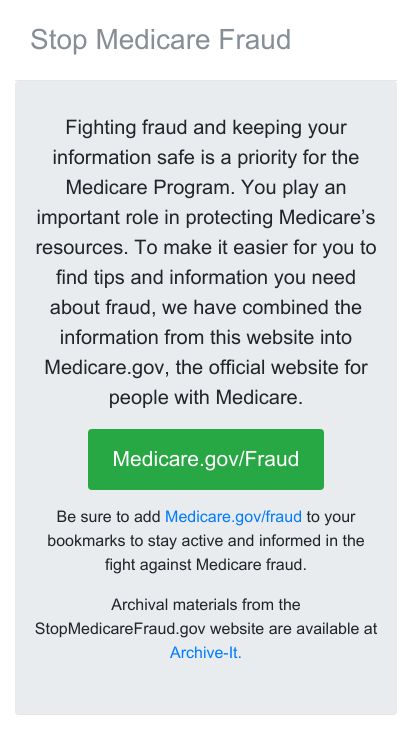 Stop Medicare Fraud
Fighting fraud and keeping your
information safe is a priority for the
Medicare Program. You play an
important role in protecting Medicare’s
resources. To make it easier for you to
find tips and information you need
about fraud, we have combined the
information from this website into
Medicare.gov, the official website for
people with Medicare.
Medicare.gov/Fraud
Be sure to add Medicare.gov/fraud to your
bookmarks to stay active and informed in the
fight against Medicare fraud.
Archival materials from the
StopMedicareFraud.gov website are available at
Archive-It.